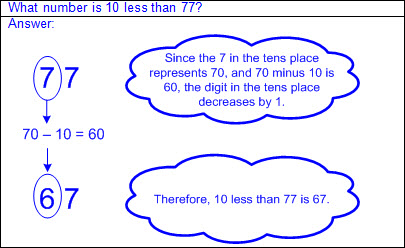 What number is 10 less than 77?
Answer:
77
Since the 7 in the tens place
represents 70, and 70 minus 10 is
60, the digit in the tens place
decreases by 1.
70 – 10 = 60
67
Therefore, 10 less than 77 is 67.